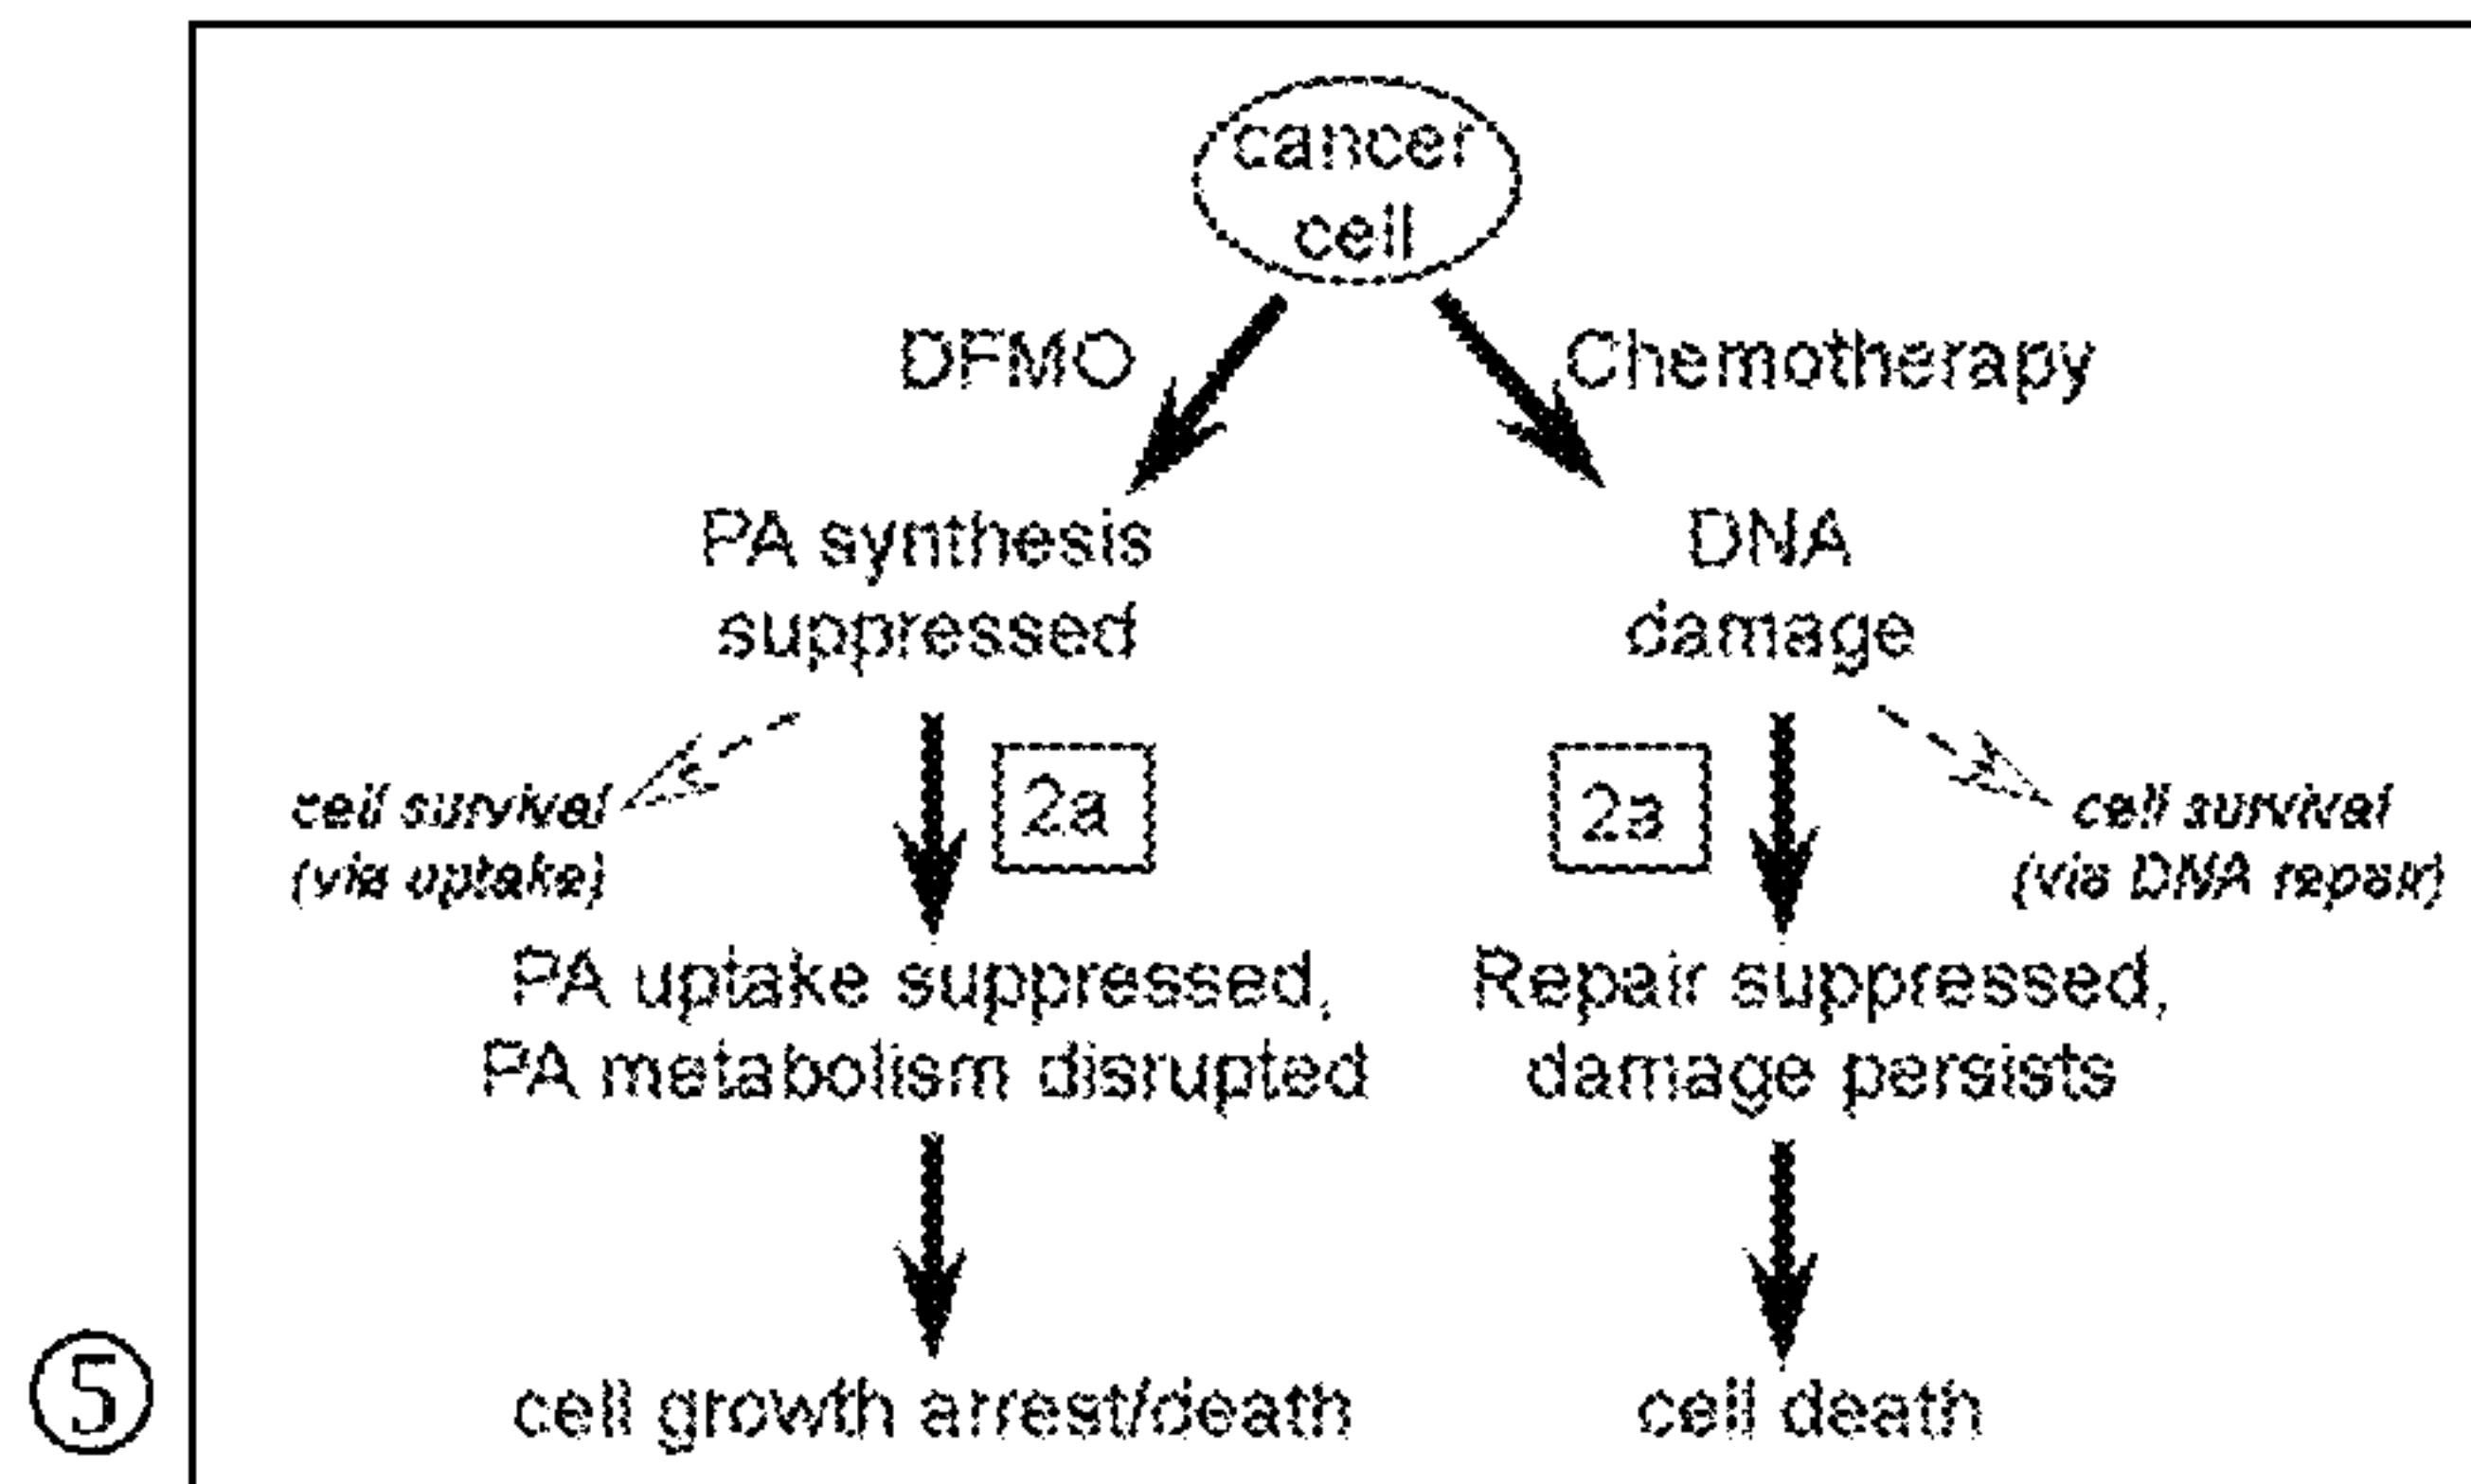 cancer
cell
DFMO
Chemotherapy
PA synthesis
suppressed
DNA
damage
2a
2a
cell survival
(via uptake)
cell survival
(via DNA repair)
PA uptake suppressed,
PA metabolism disrupted
Repair suppressed,
damage persists
⑤
cell growth arrest/death
cell death